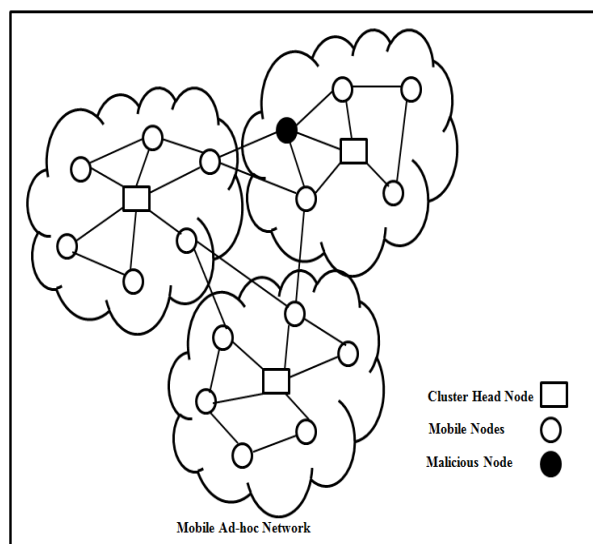 Cluster Head Node
Mobile Nodes
Malicious Node
Mobile Ad-hoc Network